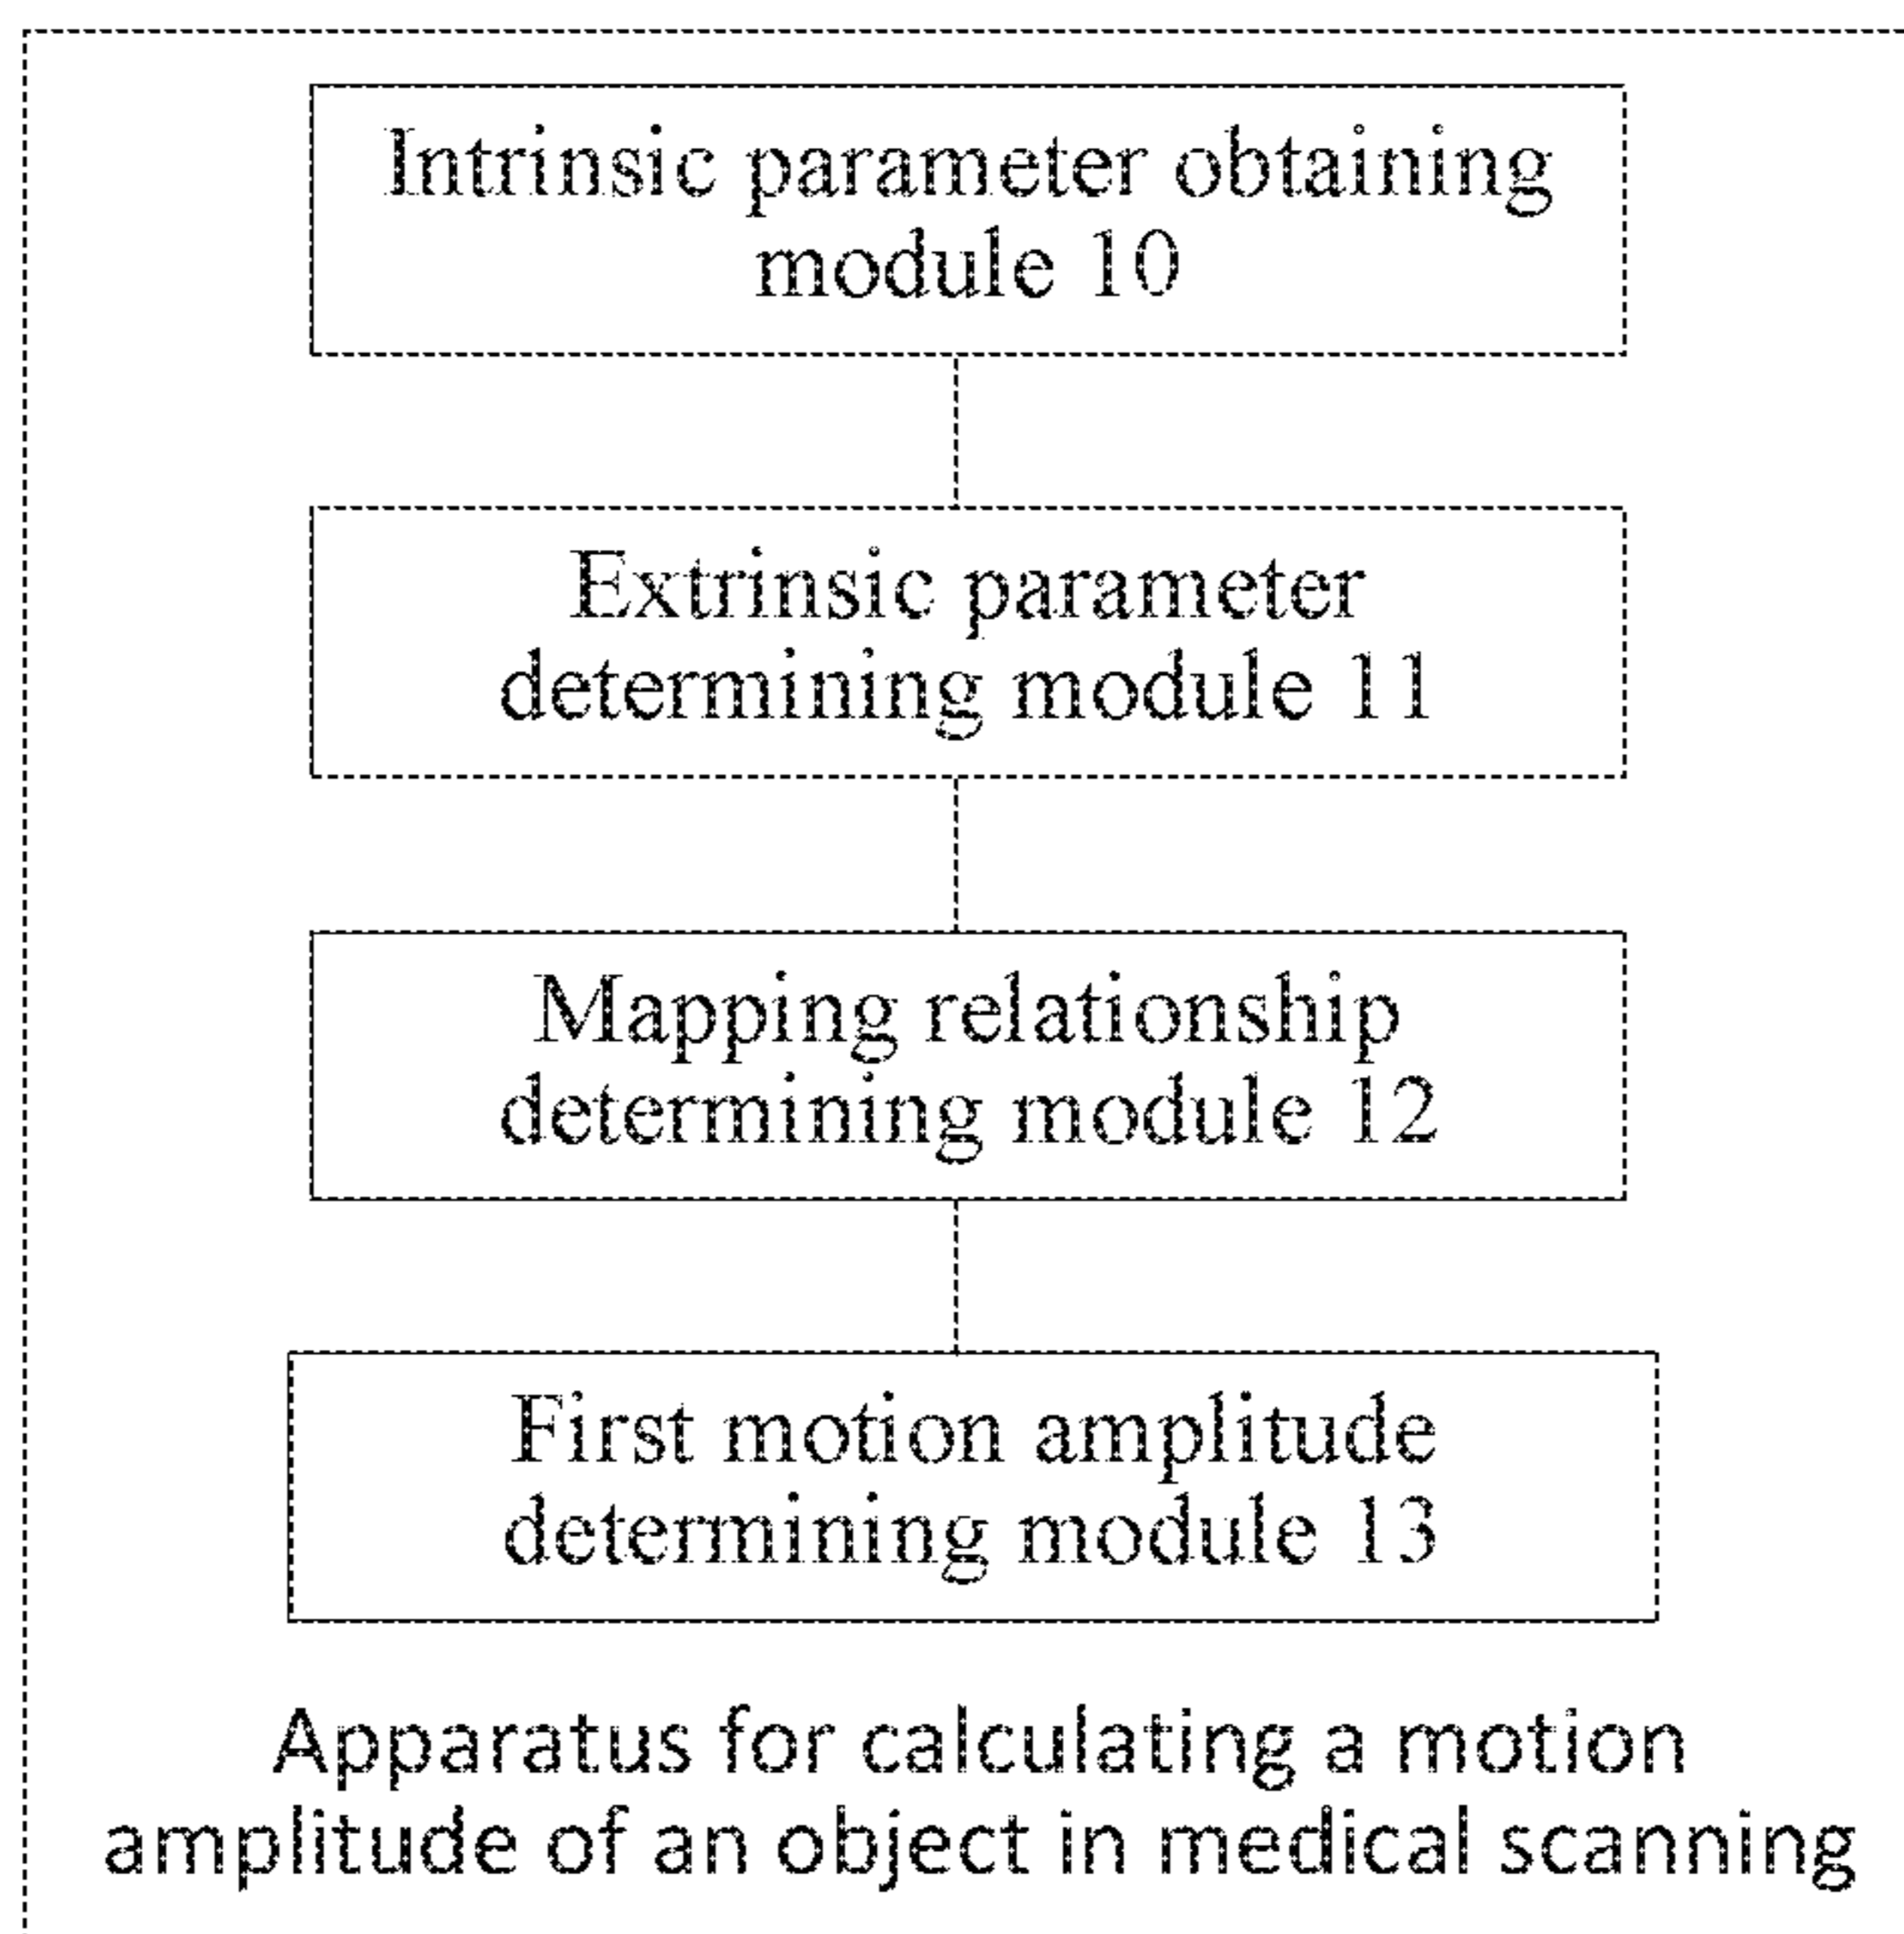 Intrinsic parameter obtaining
module 10
Extrinsic parameter
determining module 11
Mapping relationship
determining module 12
First motion amplitude
determining module 13
Apparatus for calculating a motion
amplitude of an object in medical scanning